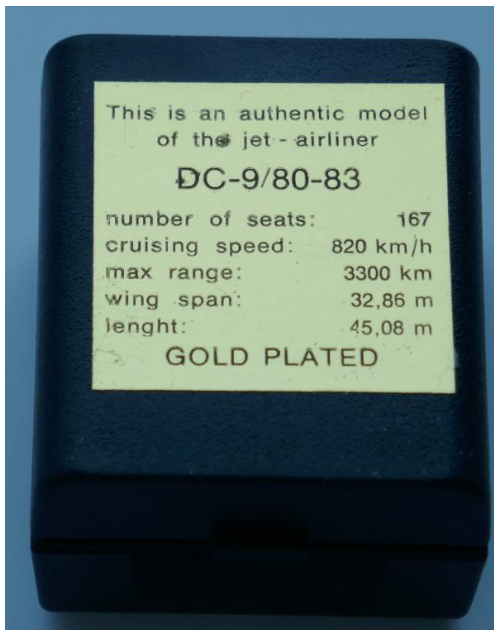 This is an authentic model
of the jet - airliner
DC-9/80-83
number of seats: 167
cruising speed: 820 km/h
max range: 3300 km
wing span: 32,86 m
lenght: 45,08 m
GOLD PLATED